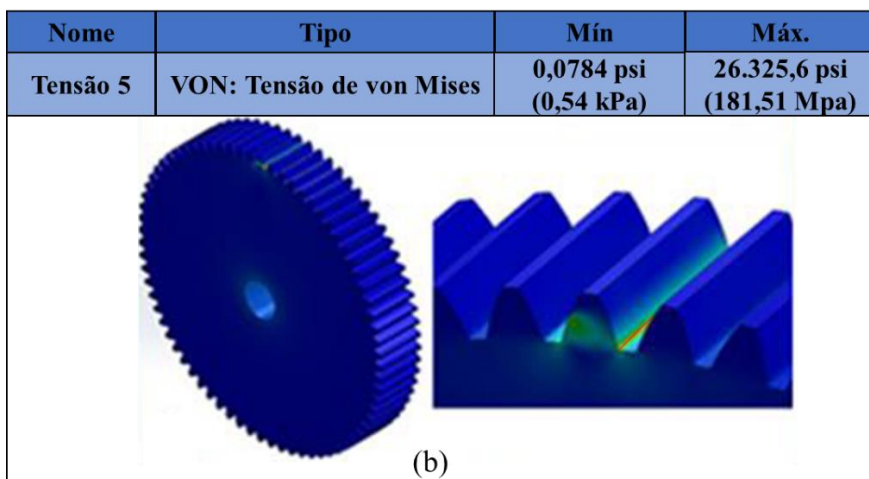 Nome Tipo Mín Máx.
Tensão 5 VON: Tensão de von Mises 0,0784 psi 26.325,6 psi
(0,54 kPa) (181,51 Mpa)
(b)